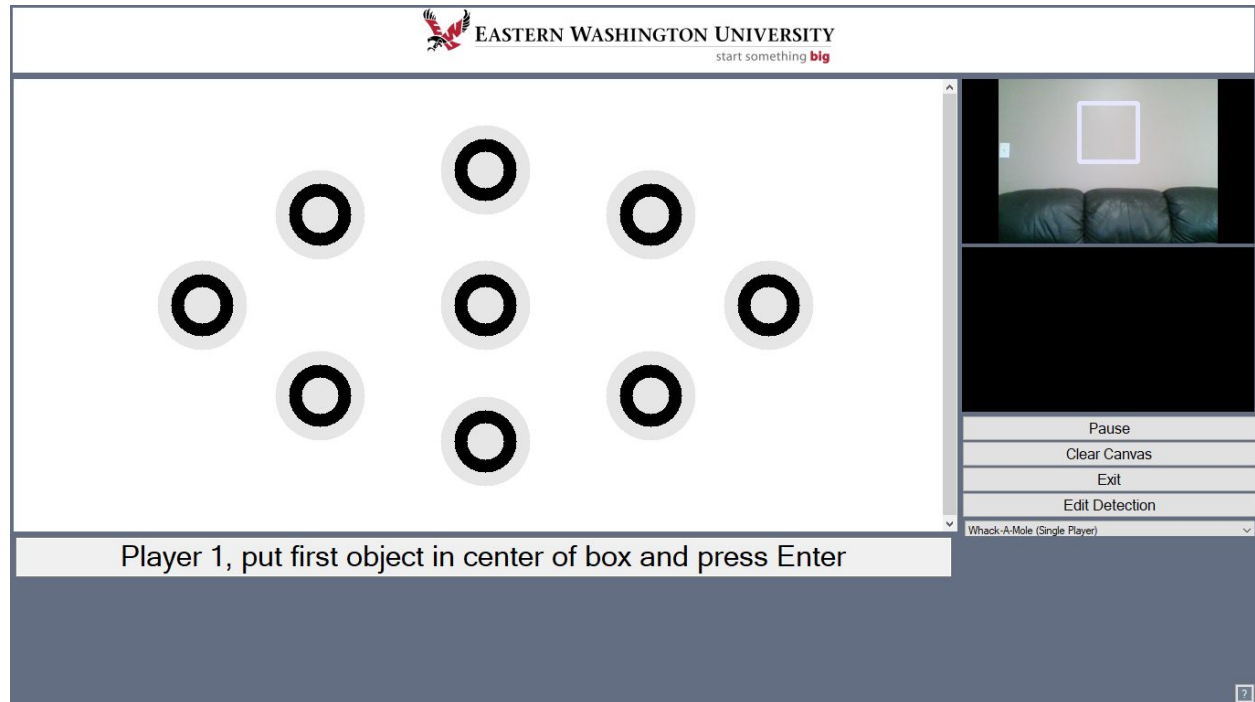 EASTERN WASHINGTON UNIVERSITY
start something big
Pause
Clear Canvas
Exit
Edit Detection
Whack-A-Mole (Single Player)
Player 1, put first object in center of box and press Enter
?